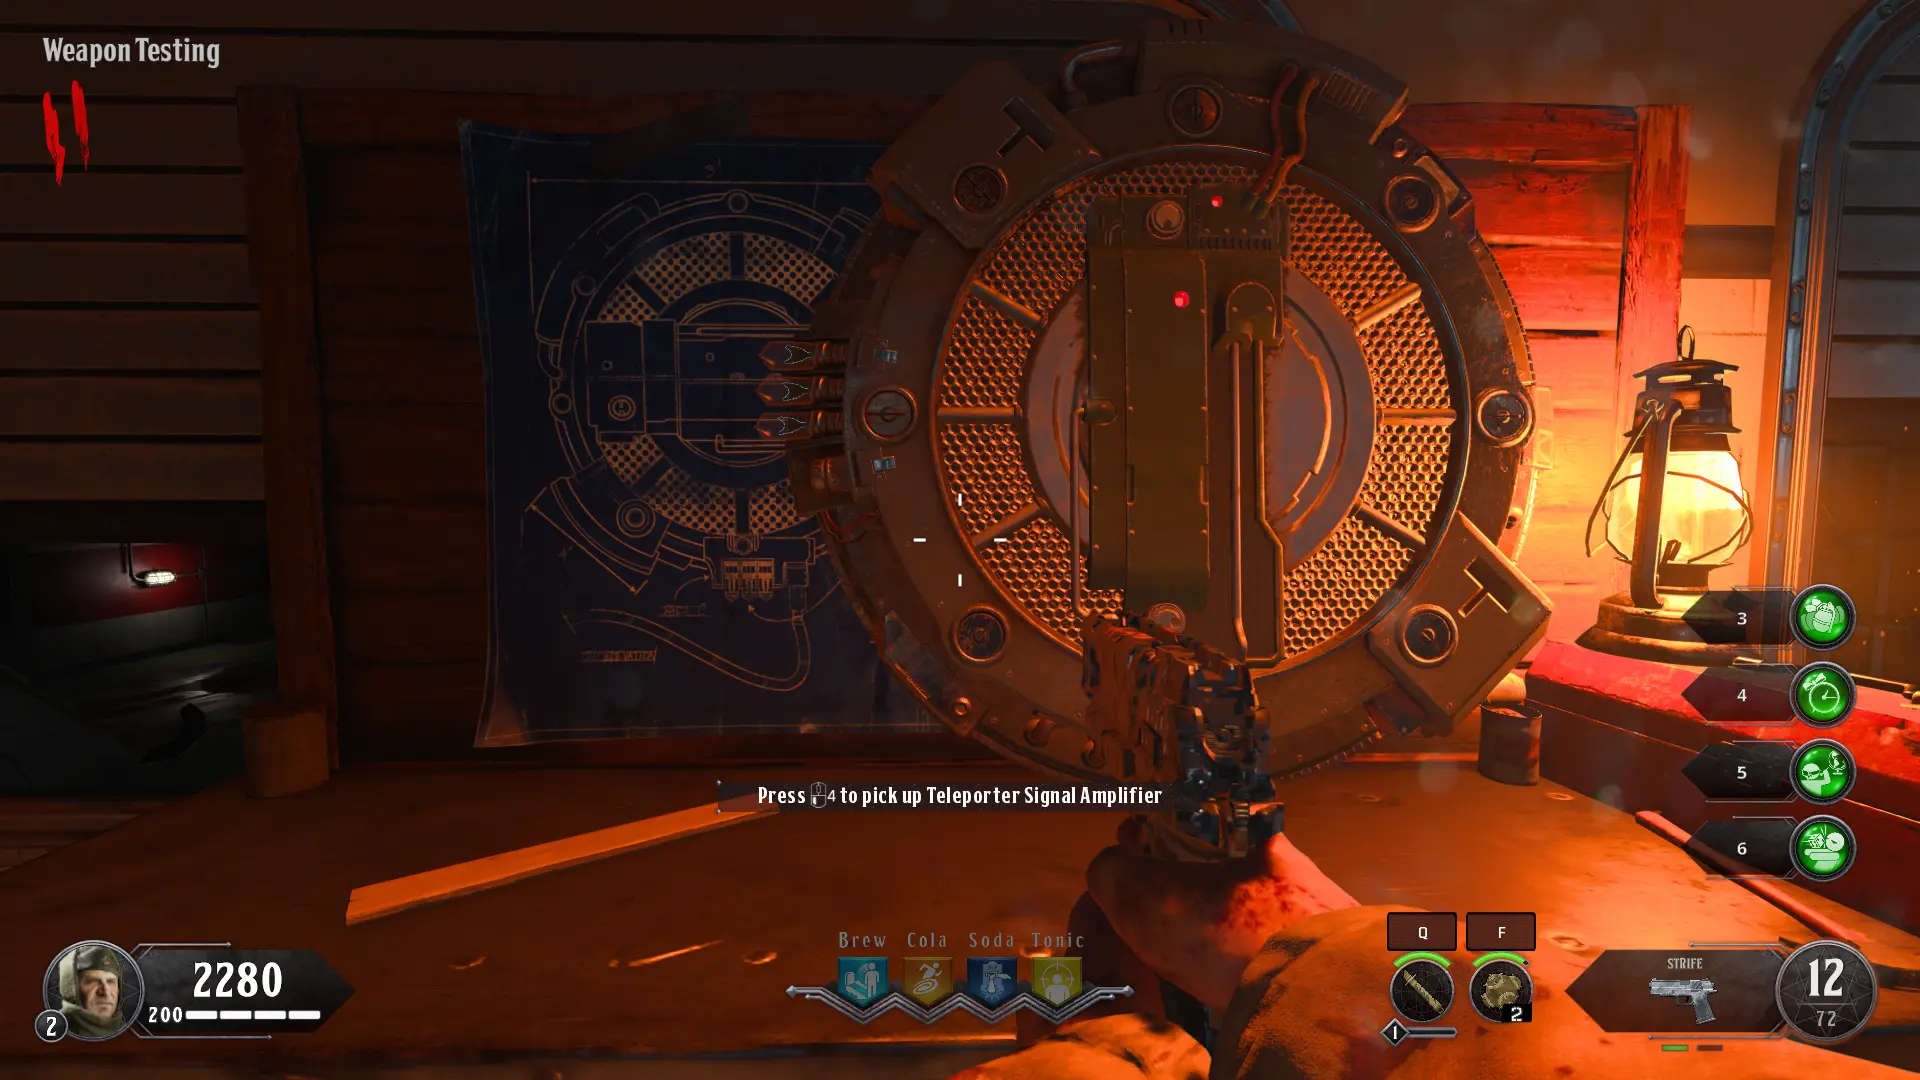 Weapon Testing
Press 4 to pick up Teleporter Signal Amplifier
3
4
5
6
Brew Cola Soda Tonic
Q F
2280
200
2
1
2
STRIFE
12
72